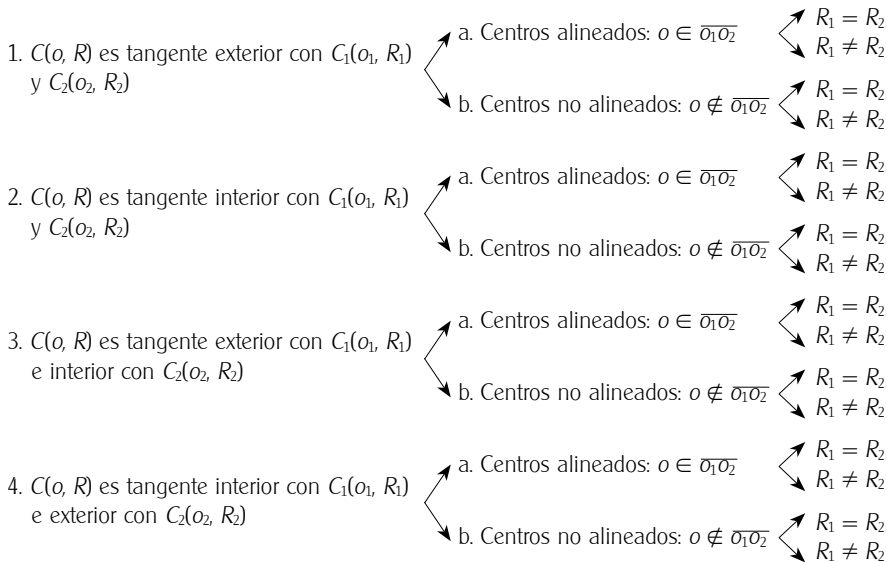 1. C(o, R) es tangente exterior con C₁(o₁, R₁)
y C₂(o₂, R₂)
a. Centros alineados: o ∈ o₁o₂
R₁ = R₂
R₁ ≠ R₂
b. Centros no alineados: o ∉ o₁o₂
R₁ = R₂
R₁ ≠ R₂
2. C(o, R) es tangente interior con C₁(o₁, R₁)
y C₂(o₂, R₂)
a. Centros alineados: o ∈ o₁o₂
R₁ = R₂
R₁ ≠ R₂
b. Centros no alineados: o ∉ o₁o₂
R₁ = R₂
R₁ ≠ R₂
3. C(o, R) es tangente exterior con C₁(o₁, R₁)
e interior con C₂(o₂, R₂)
a. Centros alineados: o ∈ o₁o₂
R₁ = R₂
R₁ ≠ R₂
b. Centros no alineados: o ∉ o₁o₂
R₁ = R₂
R₁ ≠ R₂
4. C(o, R) es tangente interior con C₁(o₁, R₁)
e exterior con C₂(o₂, R₂)
a. Centros alineados: o ∈ o₁o₂
R₁ = R₂
R₁ ≠ R₂
b. Centros no alineados: o ∉ o₁o₂
R₁ = R₂
R₁ ≠ R₂